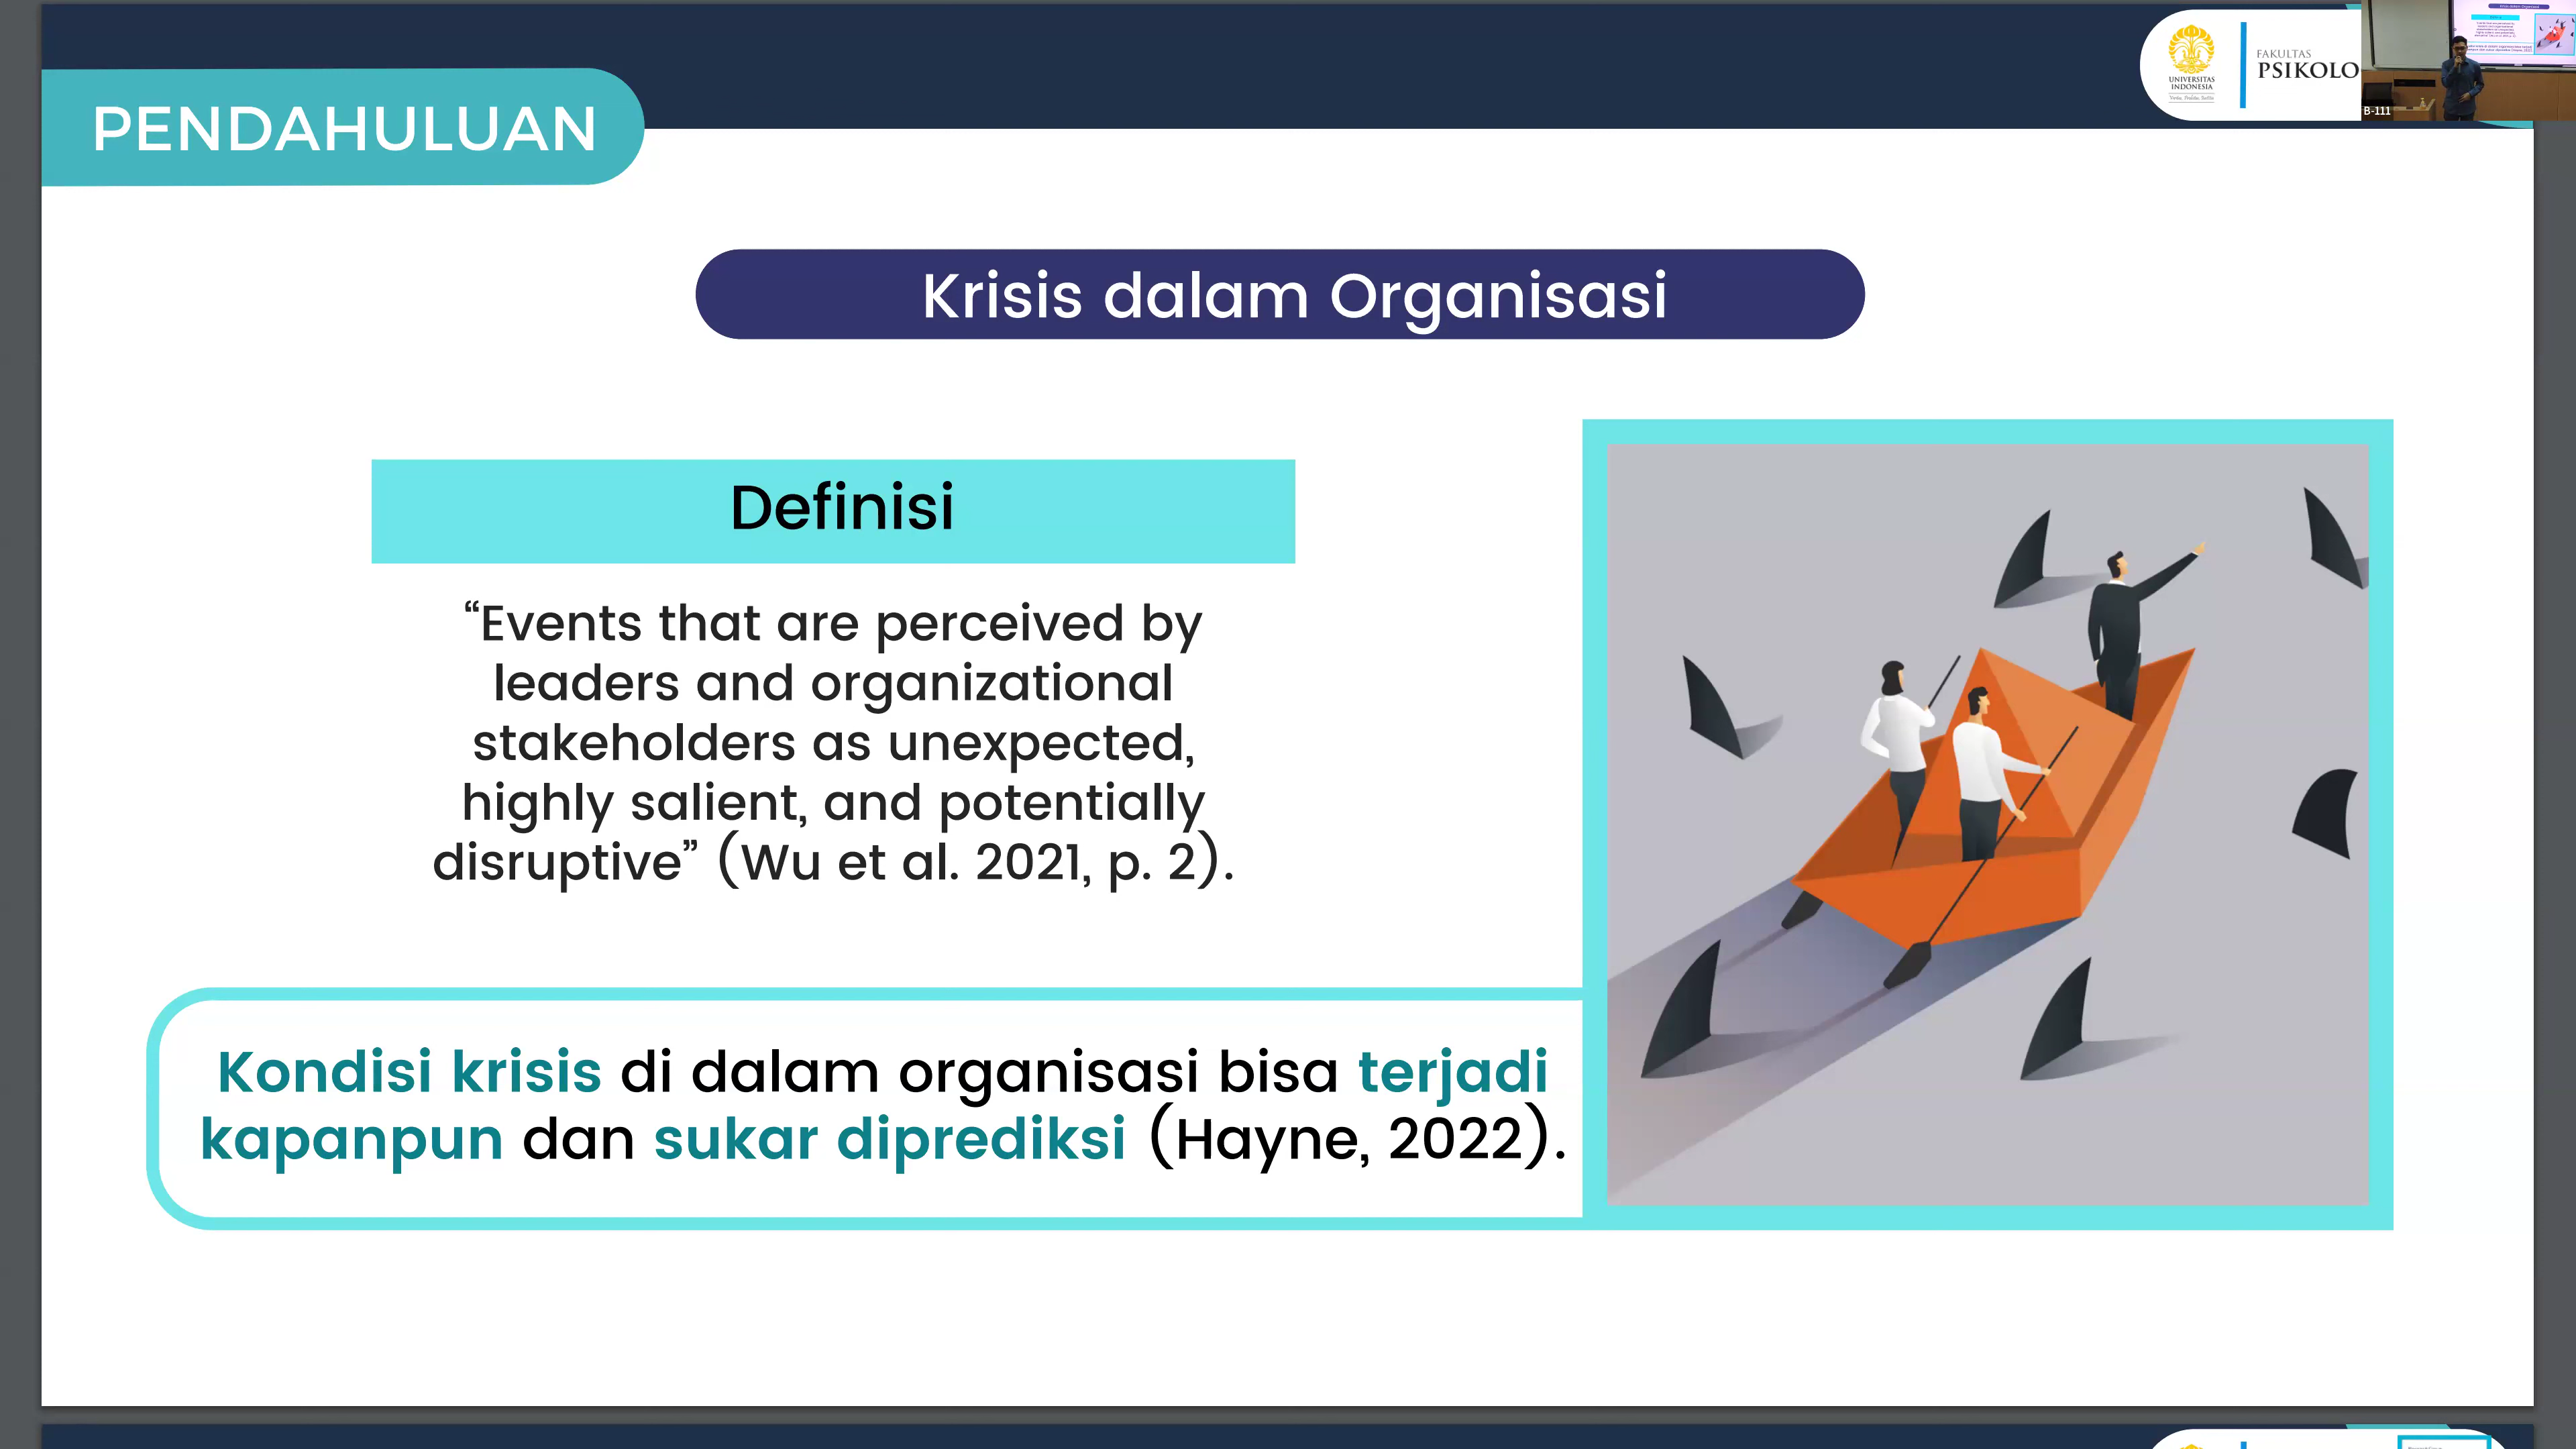 PENDAHULUAN
UNIVERSITAS
INDONESIA
FAKULTAS
PSIKOLO
B-111
Krisis dalam Organisasi
Definisi
“Events that are perceived by
leaders and organizational
stakeholders as unexpected,
highly salient, and potentially
disruptive” (Wu et al. 2021, p. 2).
Kondisi krisis di dalam organisasi bisa terjadi
kapanpun dan sukar diprediksi (Hayne, 2022).